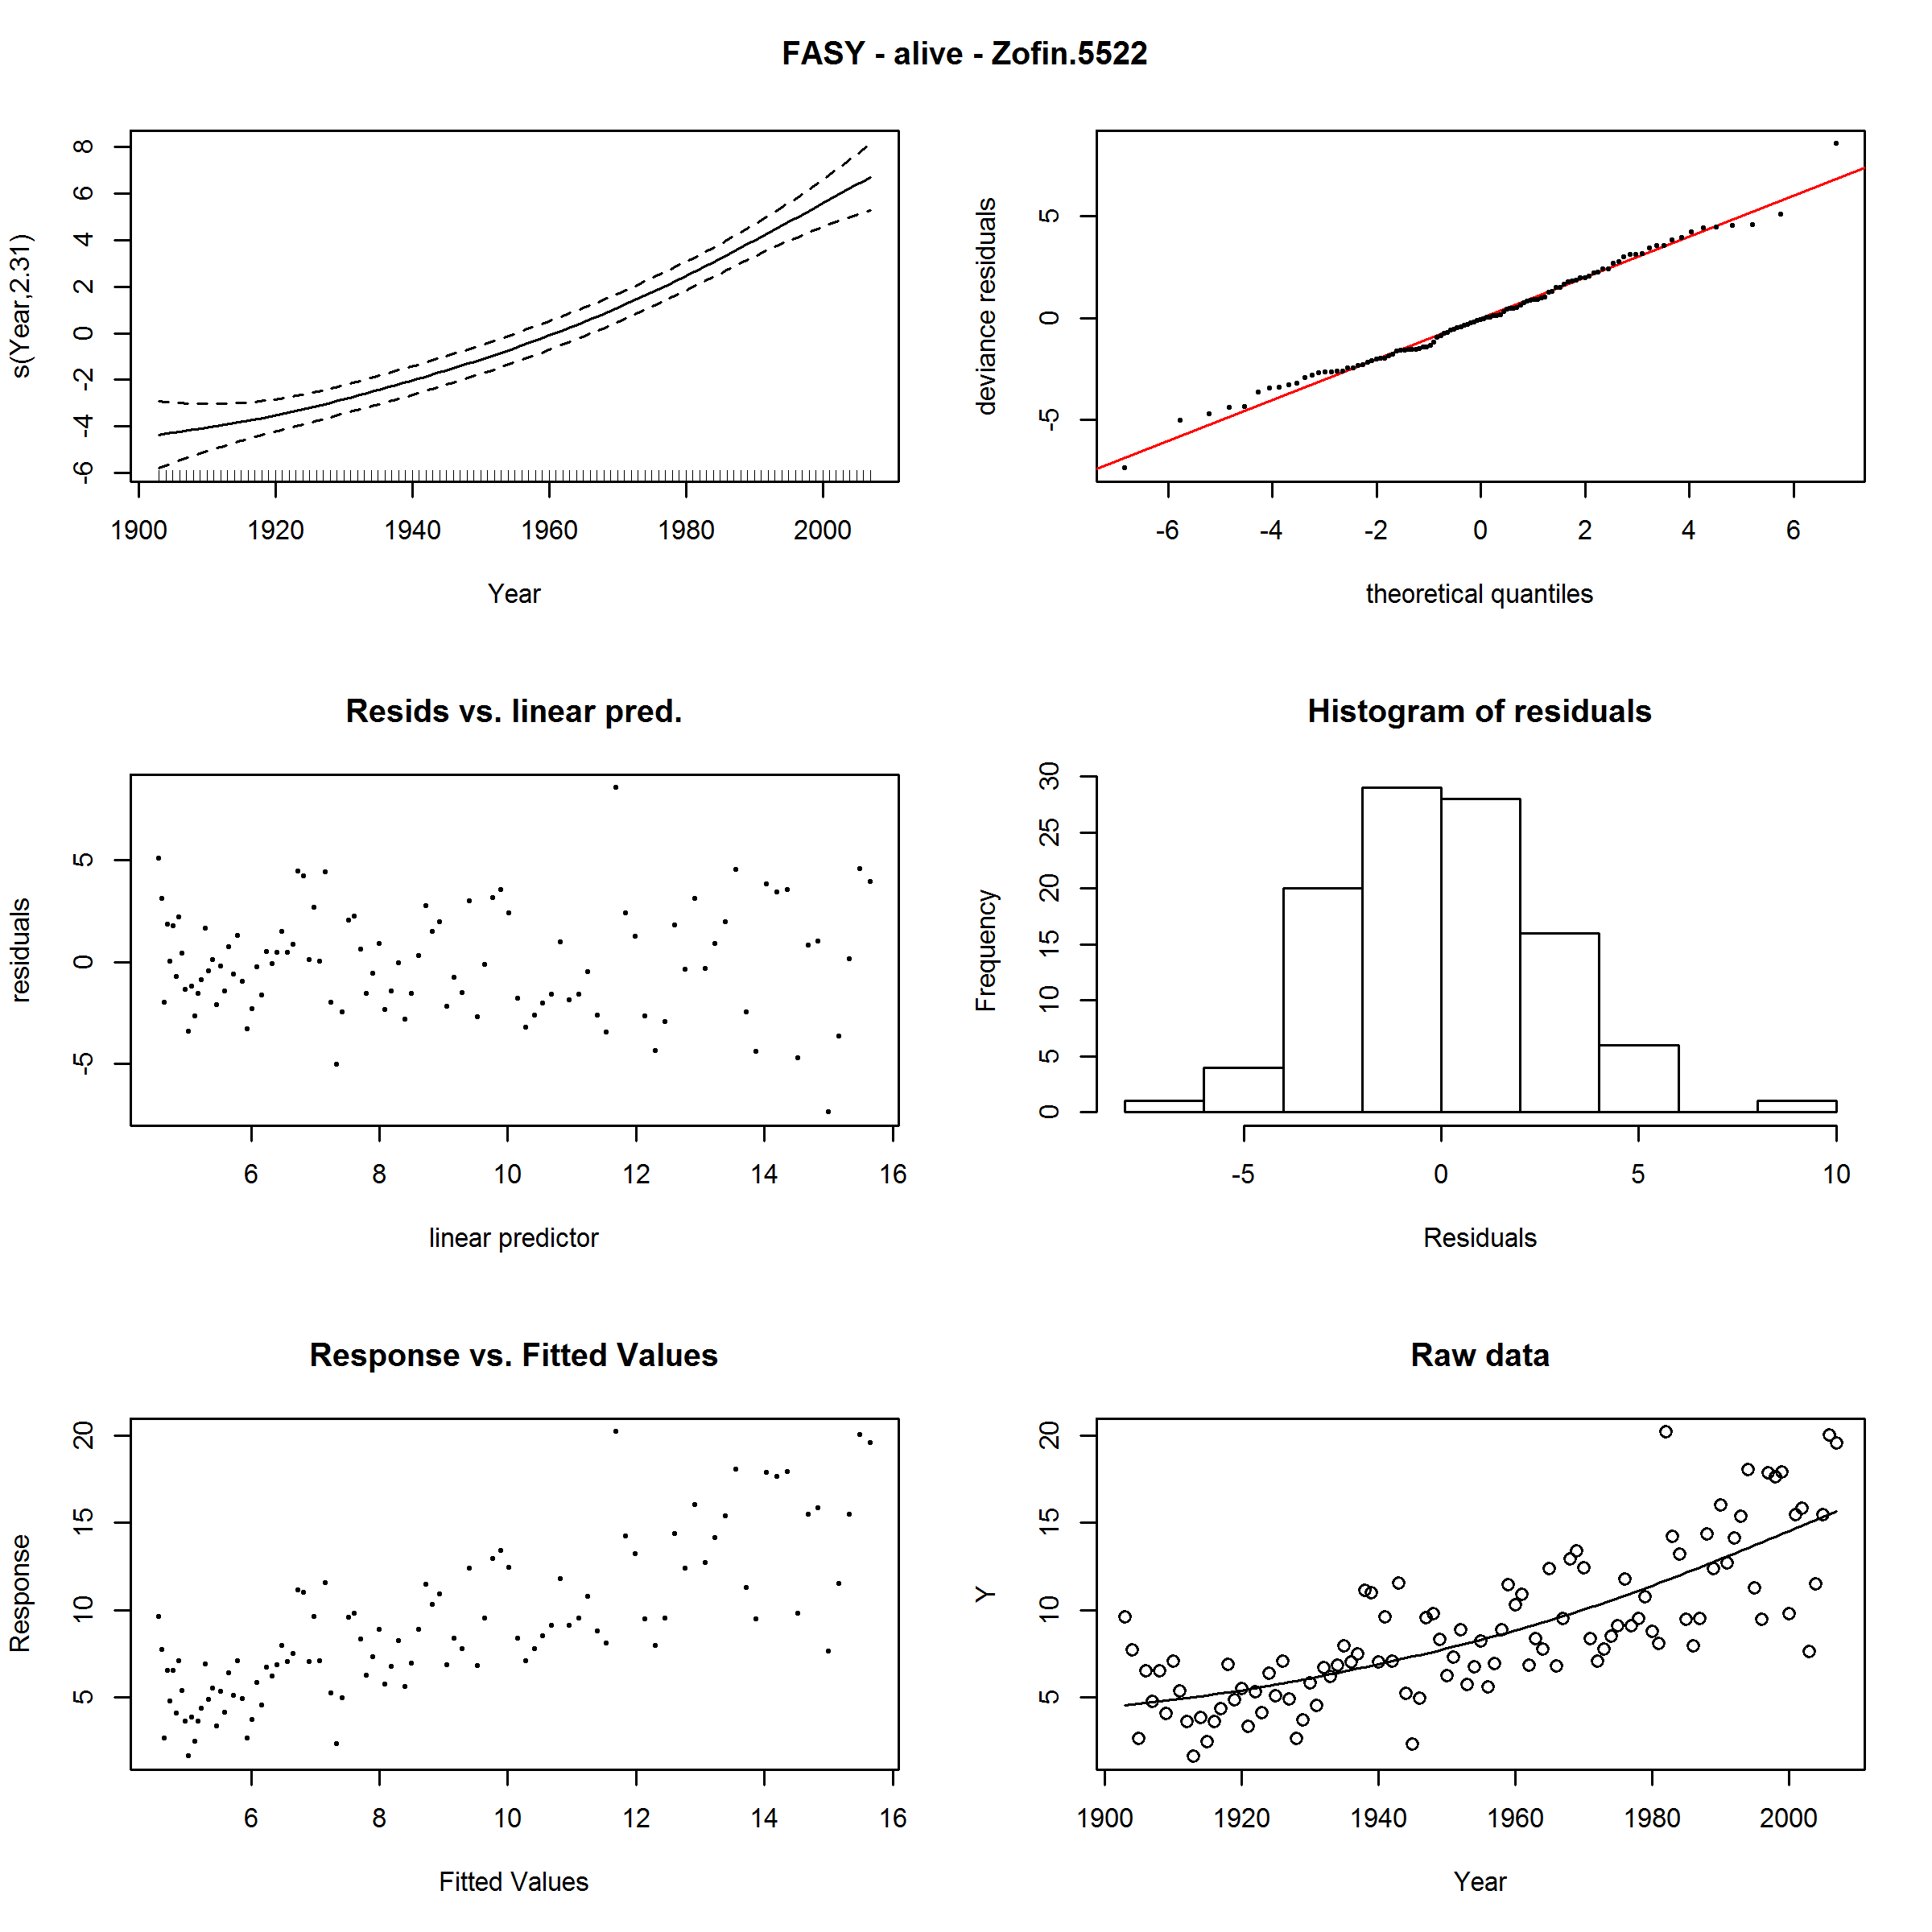 FASY - alive - Zofin.5522
s(Year,2.31)
8
6
4
2
0
-2
-4
-6
1900 1920 1940 1960 1980 2000
Year
deviance residuals
5
0
-5
-6 -4 -2 0 2 4 6
theoretical quantiles
Resids vs. linear pred.
residuals
5
0
-5
6 8 10 12 14 16
linear predictor
Histogram of residuals
Frequency
30
25
20
15
10
5
0
-5 0 5 10
Residuals
Response vs. Fitted Values
Response
20
15
10
5
6 8 10 12 14 16
Fitted Values
Raw data
Y
20
15
10
5
1900 1920 1940 1960 1980 2000
Year